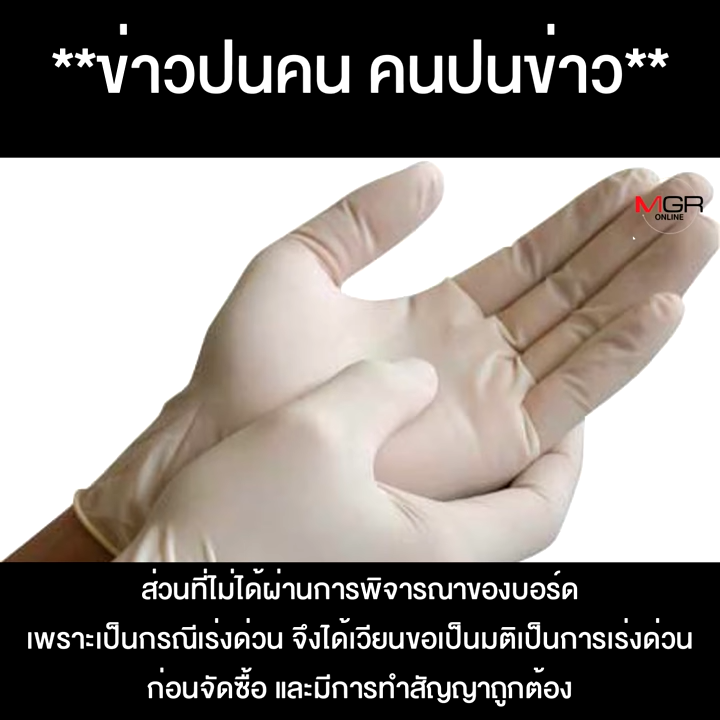 **ข่าวปนคน คนปนข่าว**
MGR
ONLINE
ส่วนที่ไม่ได้ผ่านการพิจารณาของบอร์ด
เพราะเป็นกรณีเร่งด่วน จึงได้เวียนขอเป็นมติเป็นการเร่งด่วน
ก่อนจัดซื้อ และมีการทำสัญญาถูกต้อง